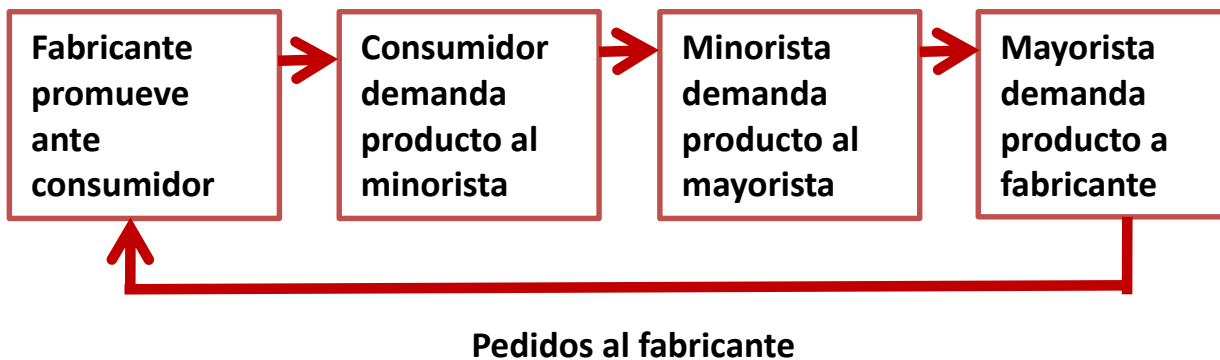 Fabricante
promueve
ante
consumidor
Consumidor
demanda
producto al
minorista
Minorista
demanda
producto al
mayorista
Mayorista
demanda
producto a
fabricante
Pedidos al fabricante